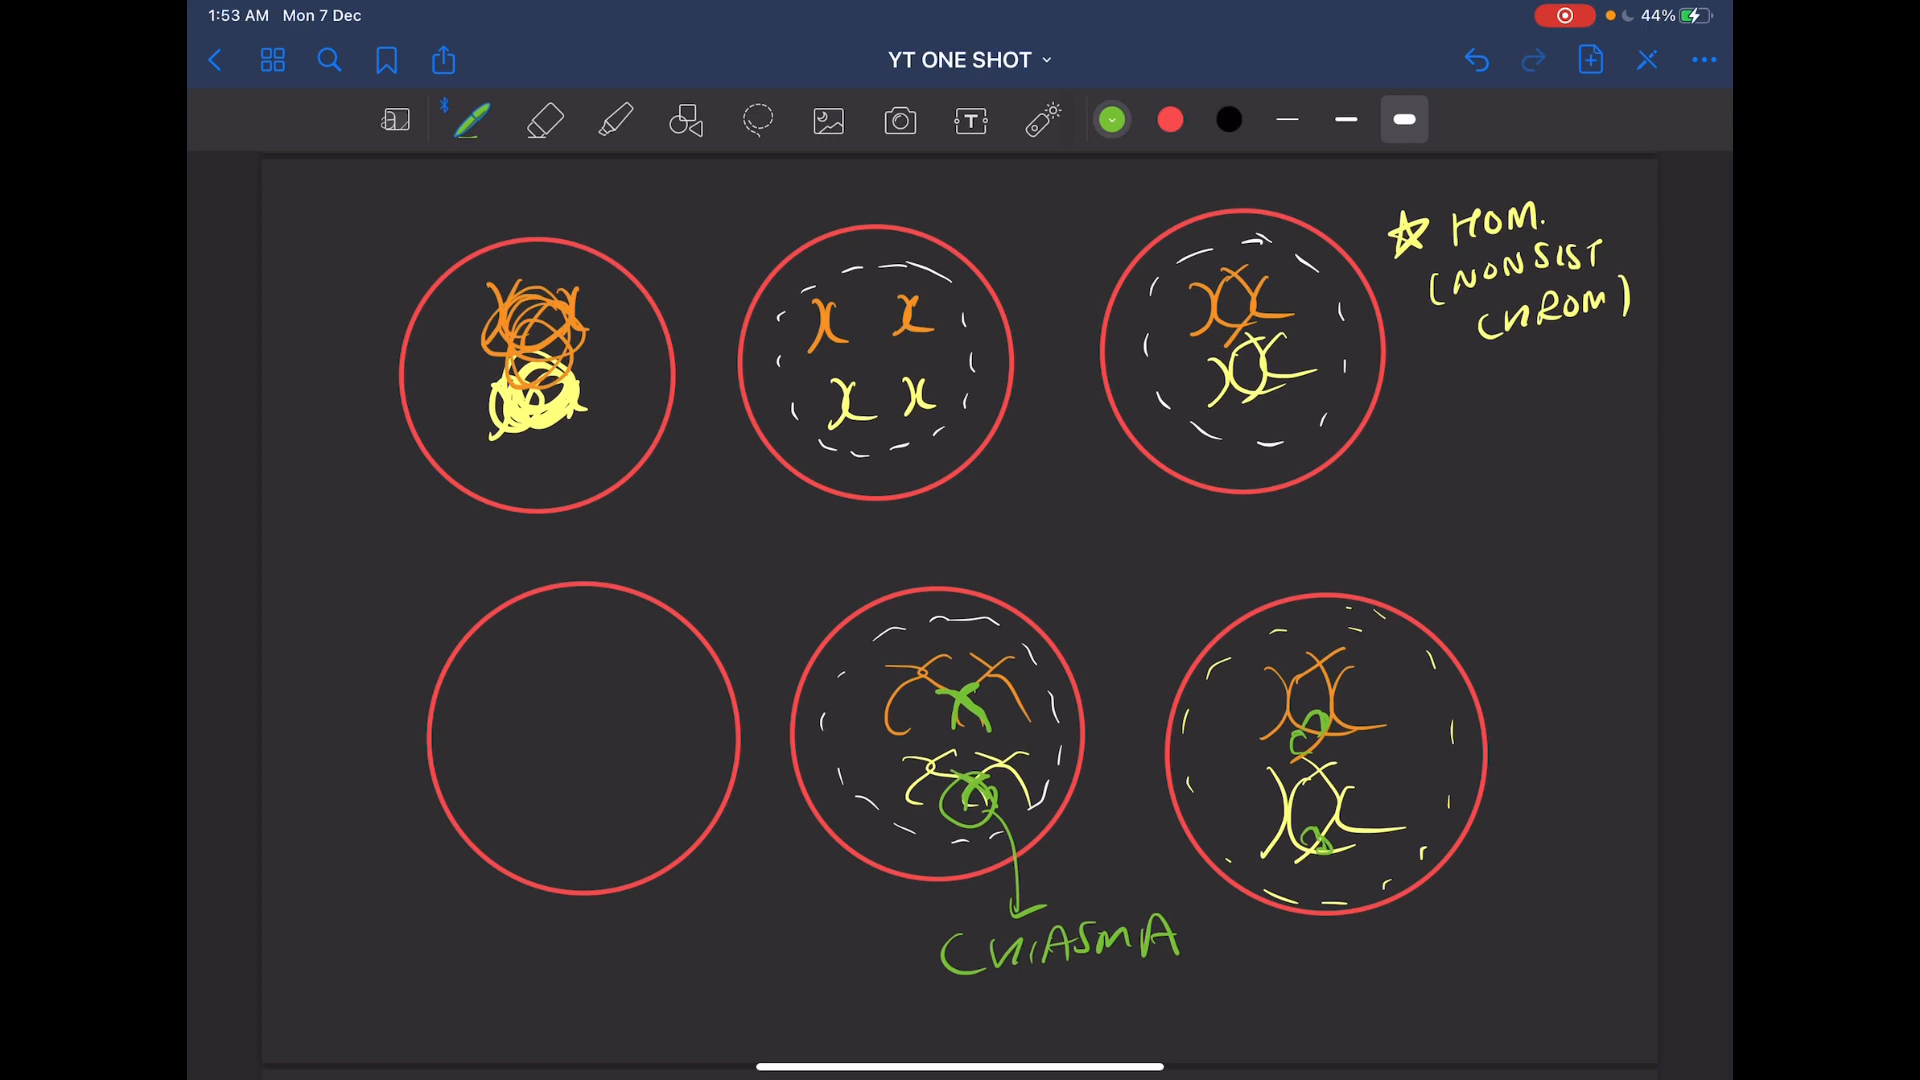 1:53 AM Mon 7 Dec
44%
YT ONE SHOT
HOM.
(NONSIST
CHROM)
CHIASMA